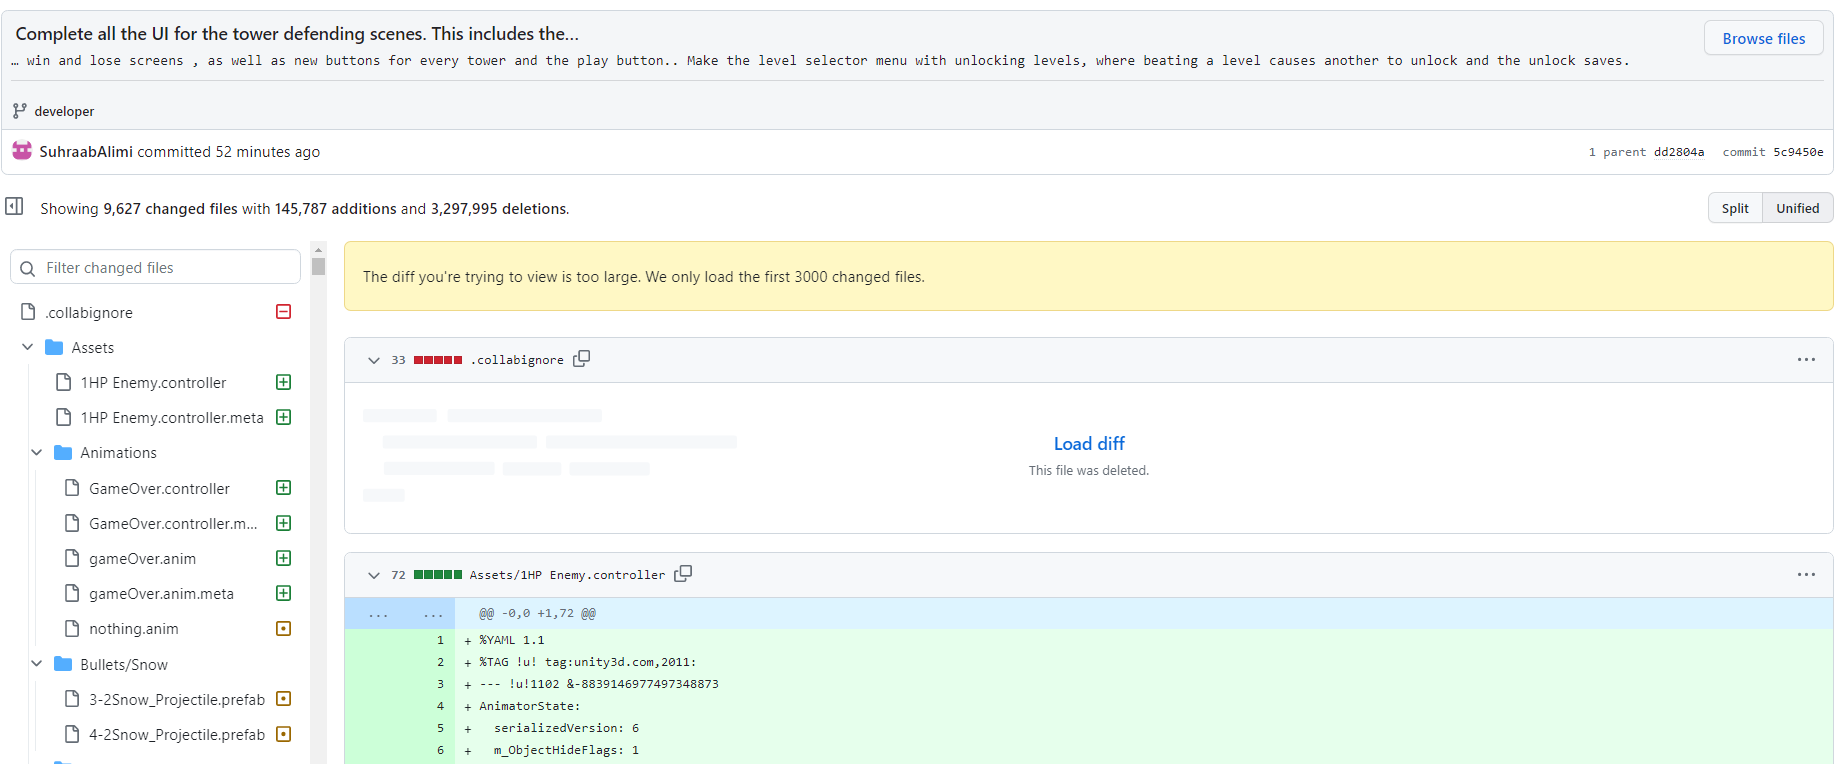 Complete all the UI for the tower defending scenes. This includes the...
Browse files
… win and lose screens , as well as new buttons for every tower and the play button.. Make the level selector menu with unlocking levels, where beating a level causes another to unlock and the unlock saves.
developer
SuhraabAlimi committed 52 minutes ago
1 parent dd2804a commit 5c9450e
Showing 9,627 changed files with 145,787 additions and 3,297,995 deletions.
Split Unified
Filter changed files
.collabignore
Assets
1HP Enemy.controller
1HP Enemy.controller.meta
Animations
GameOver.controller
GameOver.controller.m...
gameOver.anim
gameOver.anim.meta
nothing.anim
Bullets/Snow
3-2Snow_Projectile.prefab
4-2Snow_Projectile.prefab
The diff you're trying to view is too large. We only load the first 3000 changed files.
33 .collabignore
Load diff
This file was deleted.
72 Assets/1HP Enemy.controller
... ... @@ -0,0 +1,72 @@
1 + %YAML 1.1
2 + %TAG !u! tag:unity3d.com,2011:
3 + --- !u!1102 &-8839146977497348873
4 + AnimatorState:
5 + serializedVersion: 6
6 + m_ObjectHideFlags: 1